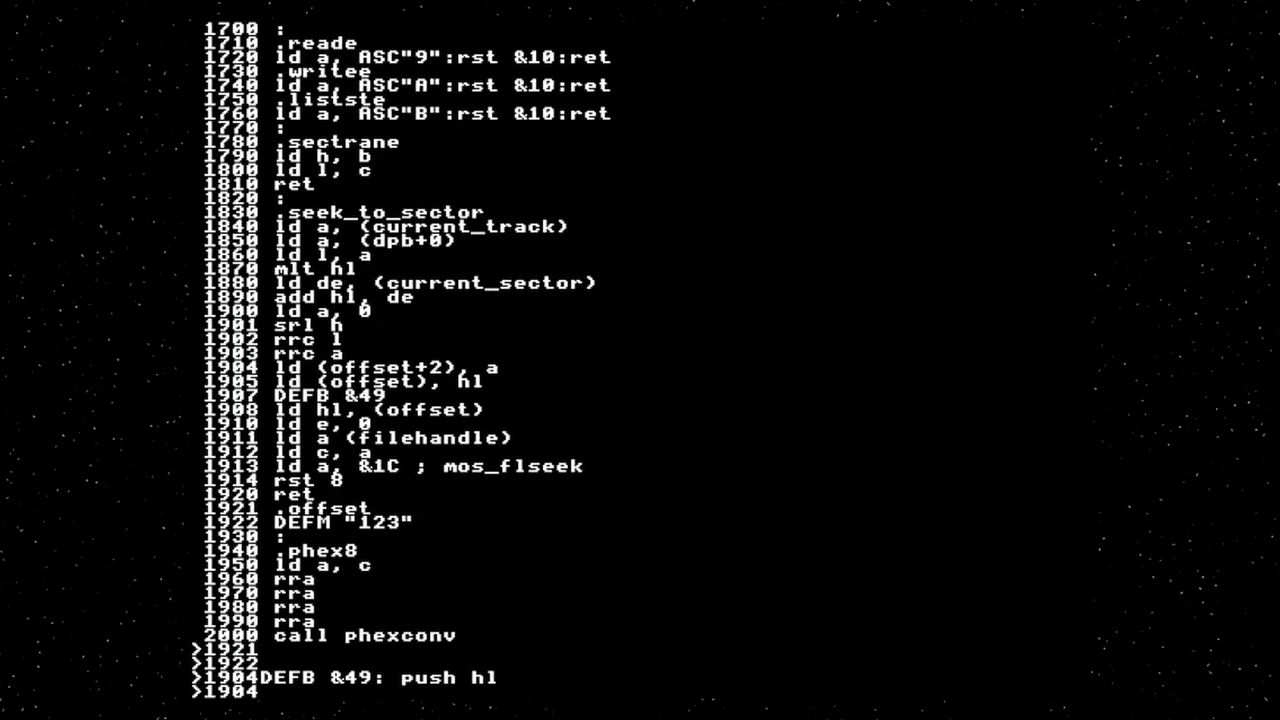 1700 :
1710 .reade
1720 ld a, ASC"9":rst &10:ret
1730 .writee
1740 ld a, ASC"A":rst &10:ret
1750 .listste
1760 ld a, ASC"B":rst &10:ret
1770 :
1780 .sectrane
1790 ld h, b
1800 ld l, c
1810 ret
1820 :
1830 .seek_to_sector
1840 ld a, (current_track)
1850 ld a, (dpb+0)
1860 ld l, a
1870 mlt hl
1880 ld de, (current_sector)
1890 add hl, de
1900 ld a, 0
1901 srl h
1902 rrc l
1903 rrc a
1904 ld (offset+2), a
1905 ld (offset), hl
1907 DEFB &49
1908 ld hl, (offset)
1910 ld e, 0
1911 ld a (filehandle)
1912 ld c, a
1913 ld a, &1C ; mos_flseek
1914 rst 8
1920 ret
1921 .offset
1922 DEFM "123"
1930 :
1940 .phex8
1950 ld a, c
1960 rra
1970 rra
1980 rra
1990 rra
2000 call phexconv
>1921
>1922
>1904DEFB &49: push hl
>1904